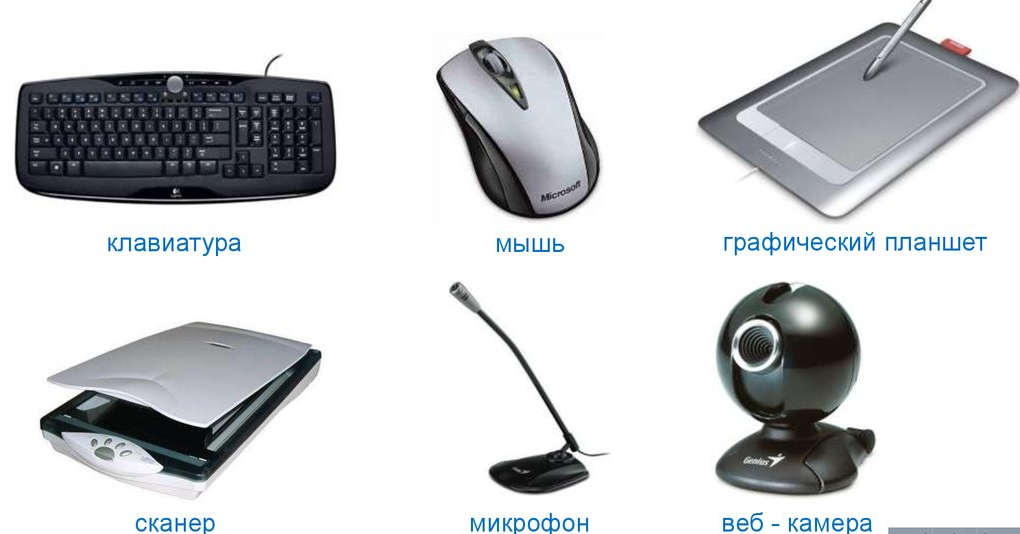 Microsoft
клавиатура
мышь
графический планшет
Genius
сканер
микрофон
веб - камера